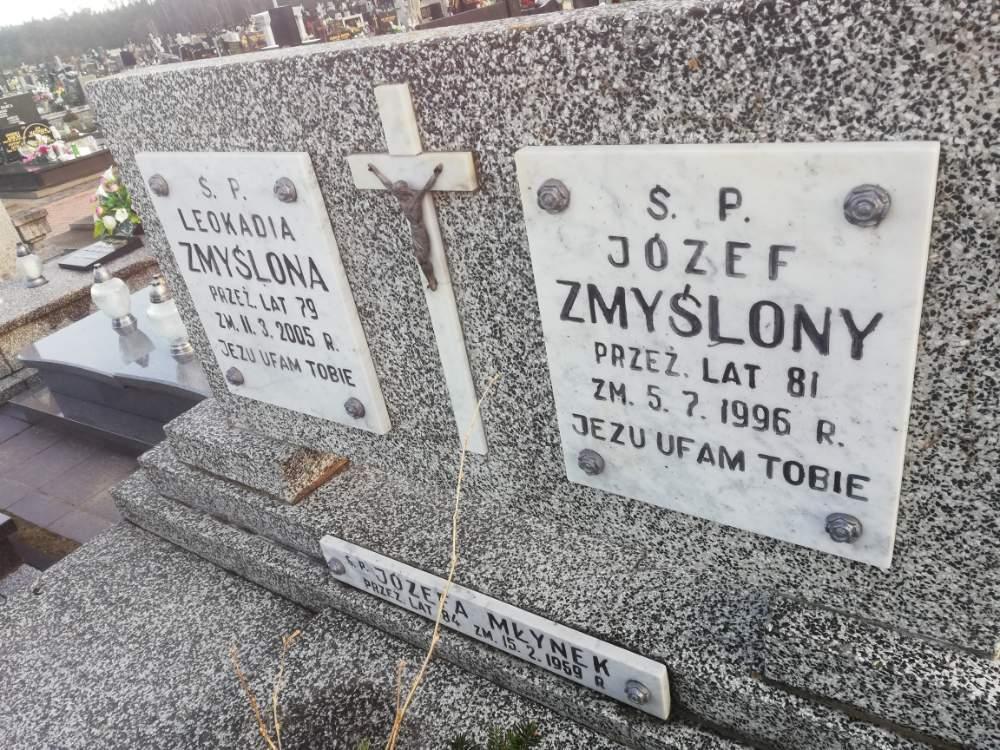 Ś. P.
LEOKADIA
ZMYŚLONA
PRZEŻ. LAT 79
ZM. 11. 3. 2005 R.
JEZU UFAM TOBIE
Ś. P.
JÓZEF
ZMYŚLONY
PRZEŻ. LAT 81
ZM. 5. 7. 1996 R.
JEZU UFAM TOBIE
Ś. P. JÓZEFA MŁYNEK
PRZEŻ. LAT 84 ZM. 15. 2. 1969 R.